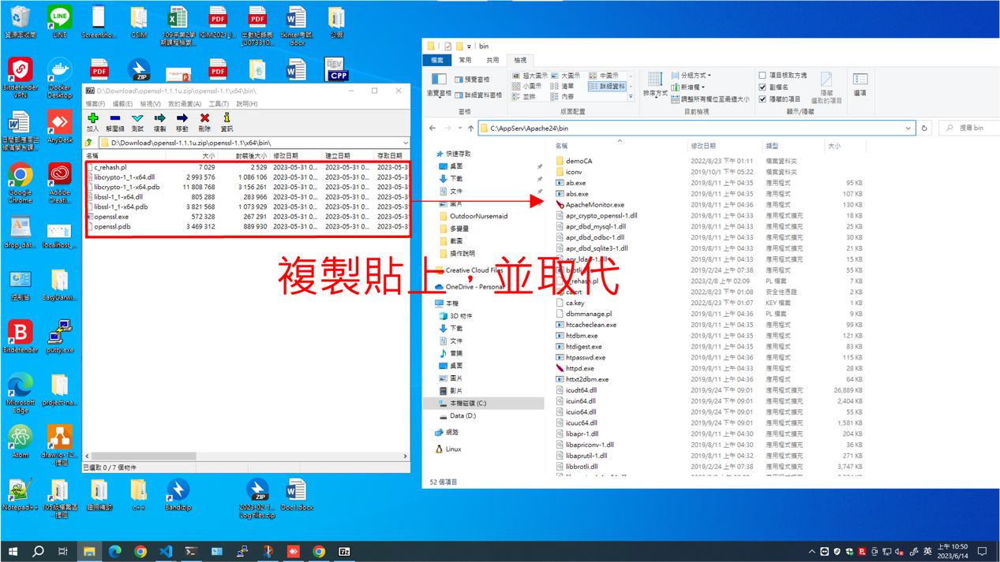 資源回收筒
LINE
Screensho...
GSIM
109年第2學
期課程檢警...
ICIM2021_I...
出勤紀錄表
_U073310...
tkinter考試.
docx
公假
PDF
ZIP
PDF
CPP
Bitdefender
VPN
Docker
Desktop
AnyDesk
Google
Chrome
Adobe
Creati...
drop_dat...
localhost_...
控制台
EasyDarwi...
Bitdefender
putty.exe
Microsoft
Edge
project-na...
Atom
drawio-12...
- 捷徑
Notepad++
c++
Bandizip
2023-02-1...
Log files.zip
Doc1.docx
D:\Download\openssl-1.1.1u.zip\openssl-1.1\x64\bin\
檔案(F) 編輯(E) 檢視(V) 我的最愛(A) 工具(T) 說明(H)
加入 解壓縮 測試 複製 移動 刪除 資訊
D:\Download\openssl-1.1.1u.zip\openssl-1.1\x64\bin\
名稱 大小 封裝後大小 修改日期 建立日期 存取日期
c_rehash.pl 7 029 2 529 2023-05-31 0... 2023-05-31 0... 2023-05-31
libcrypto-1_1-x64.dll 2 993 576 1 086 106 2023-05-31 0... 2023-05-31 0... 2023-05-31
libcrypto-1_1-x64.pdb 11 808 768 3 156 261 2023-05-31 0... 2023-05-31 0... 2023-05-31
libssl-1_1-x64.dll 805 288 283 966 2023-05-31 0... 2023-05-31 0... 2023-05-31
libssl-1_1-x64.pdb 3 821 568 1 073 929 2023-05-31 0... 2023-05-31 0... 2023-05-31
openssl.exe 572 328 267 291 2023-05-31 0... 2023-05-31 0... 2023-05-31
openssl.pdb 3 469 312 889 930 2023-05-31 0... 2023-05-31 0... 2023-05-31
已選取 0 / 7 個物件
複製貼上，並取代
bin
檔案 常用 共用 檢視
瀏覽窗格 預覽窗格
詳細資料窗格
窗格
超大圖示 大圖示 中圖示
小圖示 清單 詳細資料
並排 內容
版面配置
排序方式 分組方式
新增欄
調整所有欄位至最適大小
目前檢視
項目核取方塊
副檔名
隱藏的項目
隱藏
選取的項目
顯示/隱藏
選項
C:\AppServ\Apache24\bin
搜尋 bin
快速存取
桌面
下載
文件
圖片
OutdoorNursemaid
多變量
截圖
操作說明
Creative Cloud Files
OneDrive - Personal
本機
3D 物件
下載
文件
音樂
桌面
圖片
影片
本機磁碟 (C:)
Data (D:)
網路
Linux
名稱 修改日期 類型 大小
demoCA 2022/8/23 下午 01:11 檔案資料夾
iconv 2019/10/1 下午 05:22 檔案資料夾
ab.exe 2019/8/11 上午 04:35 應用程式 95 KB
abs.exe 2019/8/11 上午 04:35 應用程式 107 KB
ApacheMonitor.exe 2019/8/11 上午 04:36 應用程式 130 KB
apr_crypto_openssl-1.dll 2019/8/11 上午 04:33 應用程式擴充 18 KB
apr_dbd_mysql-1.dll 2019/8/11 上午 04:33 應用程式擴充 25 KB
apr_dbd_odbc-1.dll 2019/8/11 上午 04:33 應用程式擴充 30 KB
apr_dbd_sqlite3-1.dll 2019/8/11 上午 04:33 應用程式擴充 21 KB
apr_ldap-1.dll 2019/8/11 上午 04:33 應用程式擴充 15 KB
2019/2/24 下午 07:38 應用程式 55 KB
c_rehash.pl 2023/2/8 上午 02:09 PL 檔案 7 KB
ca.crt 2022/8/23 下午 01:08 安全性憑證 2 KB
ca.key 2022/8/23 下午 01:07 KEY 檔案 1 KB
dbmmanage.pl 2019/8/11 上午 04:36 PL 檔案 9 KB
htcacheclean.exe 2019/8/11 上午 04:35 應用程式 99 KB
htdbm.exe 2019/8/11 上午 04:35 應用程式 121 KB
htdigest.exe 2019/8/11 上午 04:35 應用程式 83 KB
htpasswd.exe 2019/8/11 上午 04:36 應用程式 115 KB
httpd.exe 2019/8/11 上午 04:33 應用程式 28 KB
httxt2dbm.exe 2019/8/11 上午 04:36 應用程式 64 KB
icudt64.dll 2019/9/24 下午 09:01 應用程式擴充 26,889 KB
icuin64.dll 2019/9/24 下午 09:01 應用程式擴充 2,404 KB
icuio64.dll 2019/9/24 下午 09:01 應用程式擴充 55 KB
icuuc64.dll 2019/9/24 下午 09:01 應用程式擴充 1,581 KB
libapr-1.dll 2019/8/11 上午 04:30 應用程式擴充 204 KB
libapriconv-1.dll 2019/8/11 上午 04:30 應用程式擴充 36 KB
libaprutil-1.dll 2019/8/11 上午 04:32 應用程式擴充 271 KB
libbrotli.dll 2019/2/24 下午 07:38 應用程式擴充 3,747 KB
52 個項目
英
上午 10:50
2023/6/14